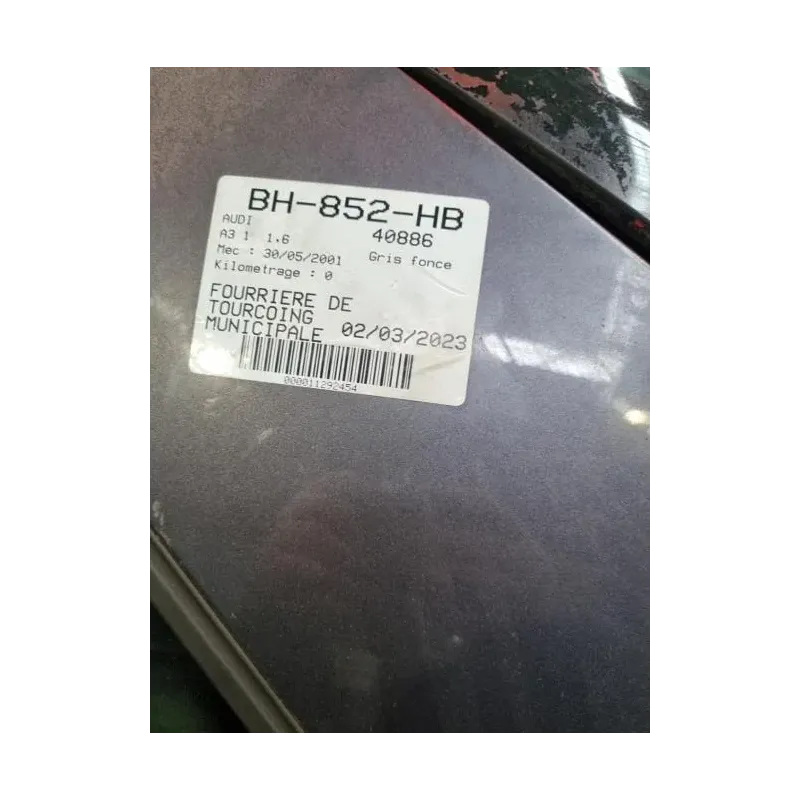 BH-852-HB
AUDI 40886
A3 1 1.6
Mec : 30/05/2001 Gris fonce
Kilometrage : 0
FOURRIERE DE
TOURCOING
MUNICIPALE 02/03/2023
000011292454